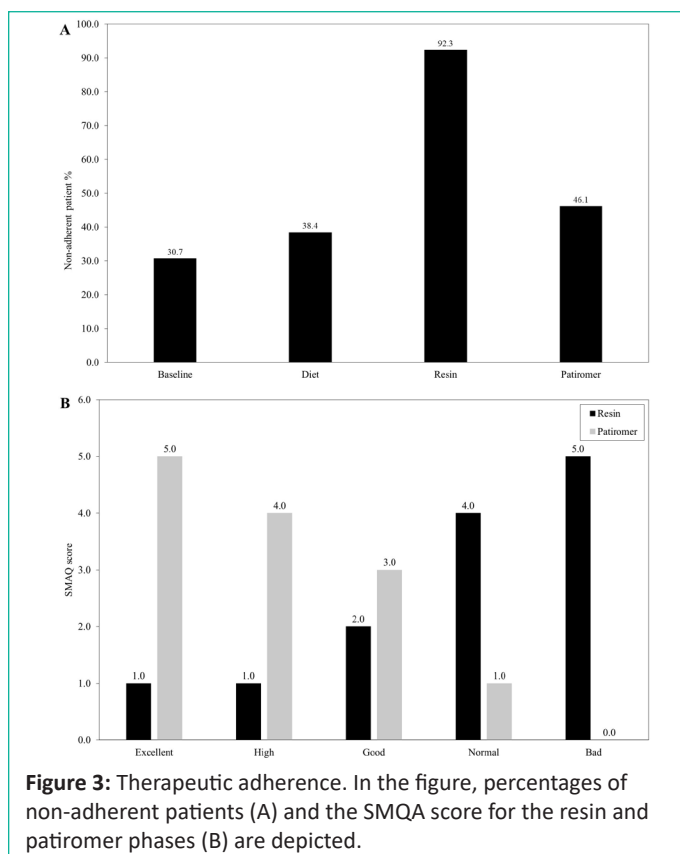 A
100.0
90.0
80.0
70.0
60.0
50.0
40.0
30.0
20.0
10.0
0.0
Non-adherent patient %
30.7
38.4
92.3
46.1
Baseline Diet Resin Patiromer
B
6.0
5.0
4.0
3.0
2.0
1.0
0.0
SMAQ score
Resin
Patiromer
1.0 5.0 1.0 4.0 2.0 3.0 4.0 1.0 5.0 0.0
Excellent High Good Normal Bad
Figure 3: Therapeutic adherence. In the figure, percentages of
non-adherent patients (A) and the SMQA score for the resin and
patiromer phases (B) are depicted.